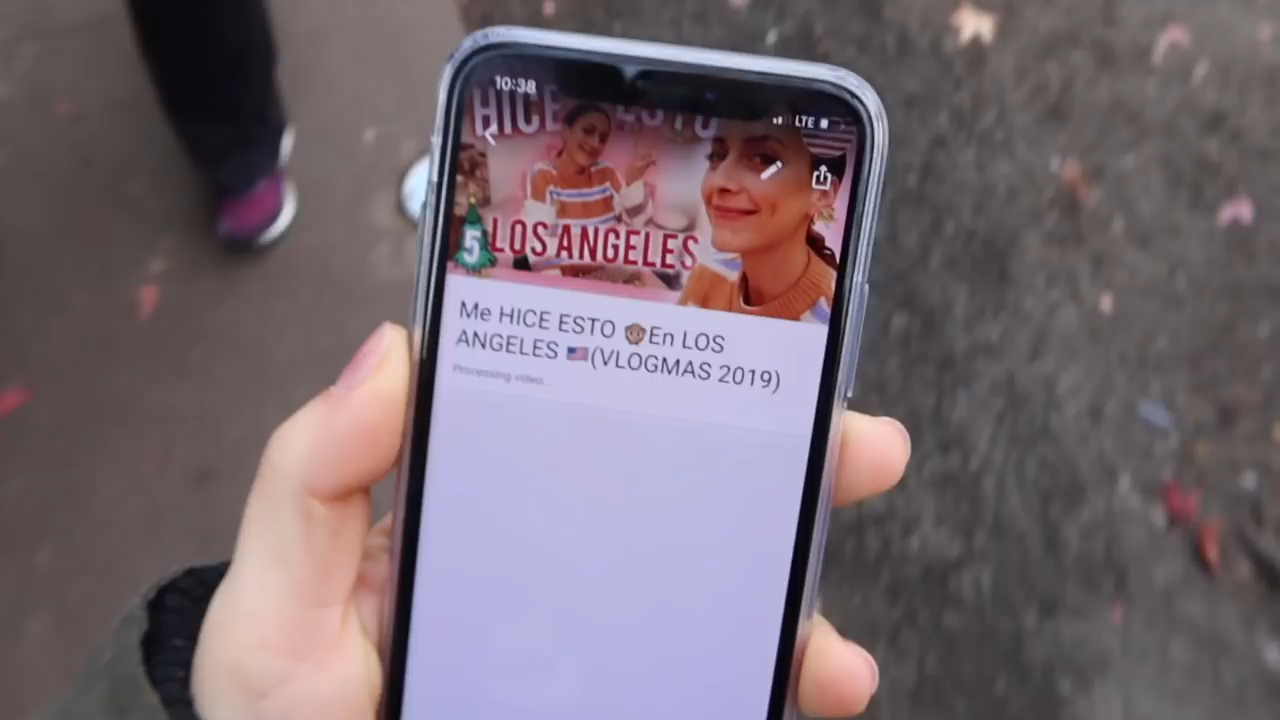 10:38
LTE
HICE ESTO
5
LOS ANGELES
Me HICE ESTO 🙊En LOS
ANGELES 🇺🇸(VLOGMAS 2019)
Processing video...